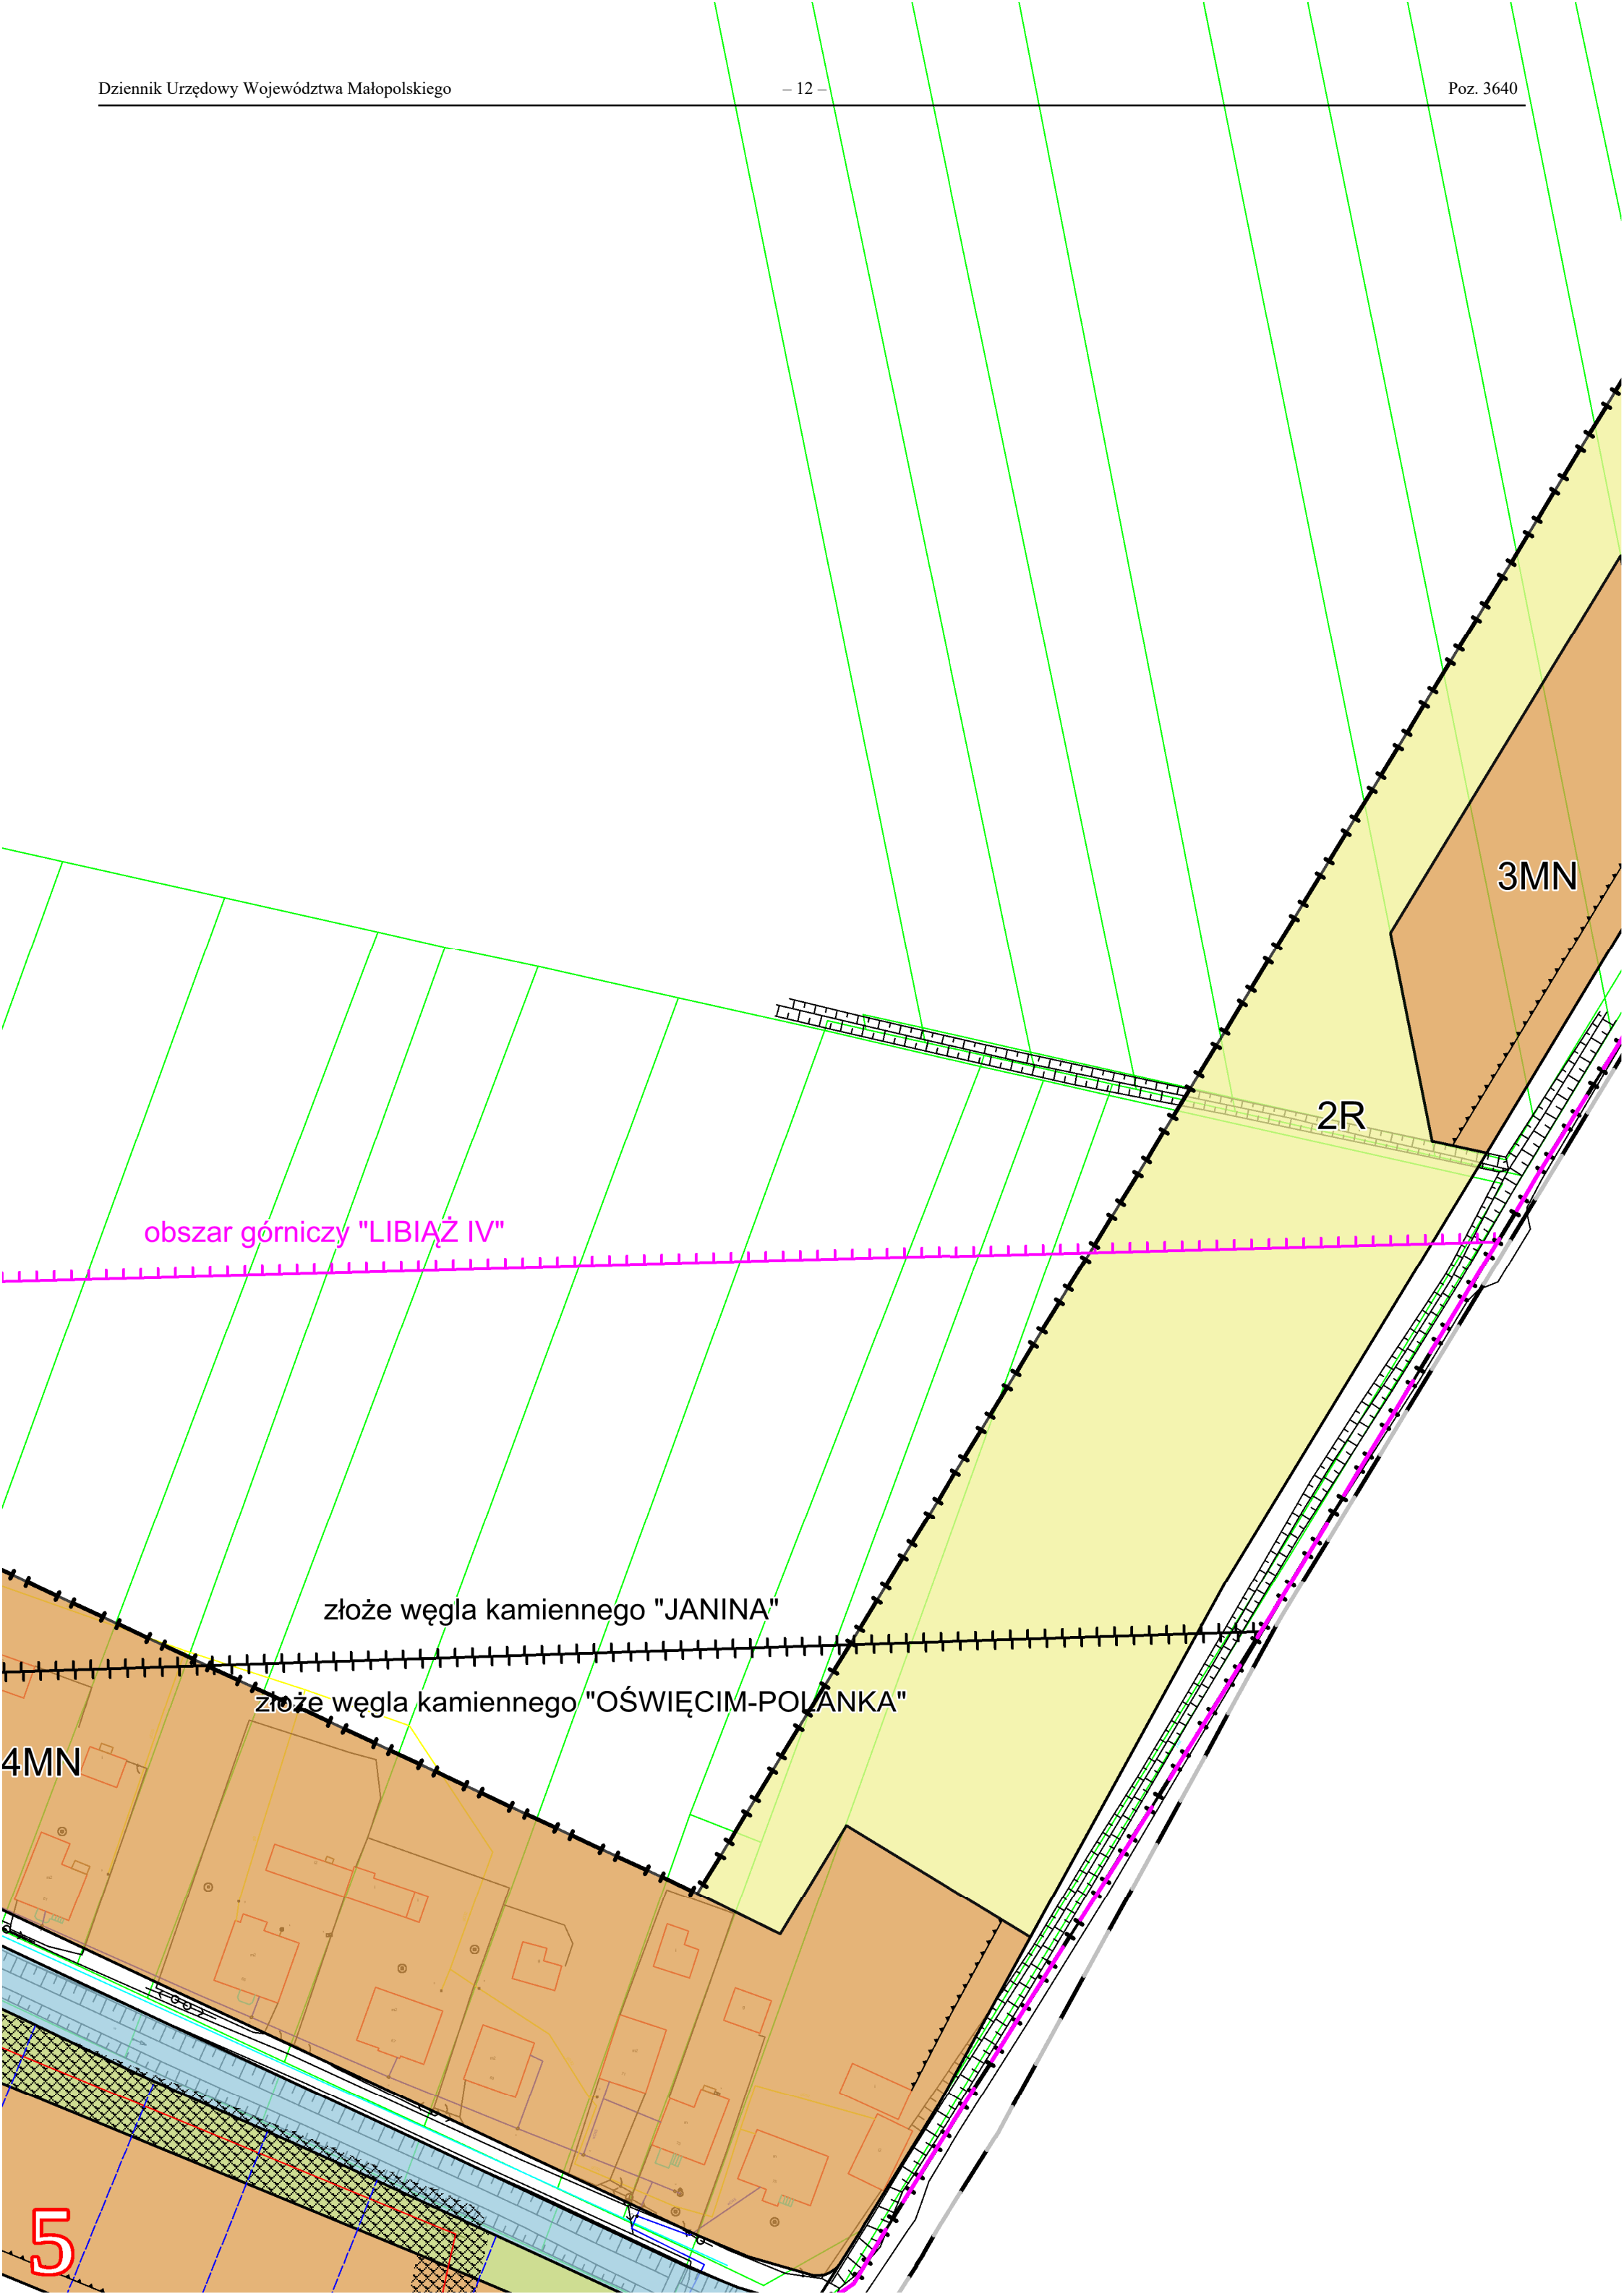 Dziennik Urzędowy Województwa Małopolskiego – 12 – Poz. 3640
3MN
2R
obszar górniczy "LIBIĄŻ IV"
złoże węgla kamiennego "JANINA"
złoże węgla kamiennego "OŚWIĘCIM-POLANKA"
4MN
5